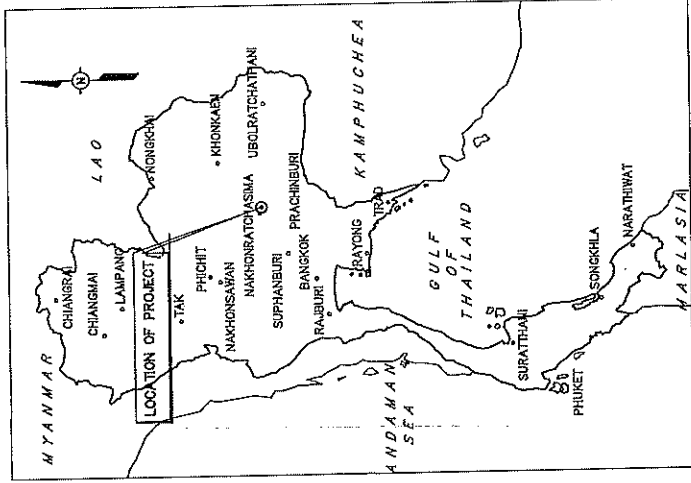 MYANMAR
LAO
CHIANGRAI
CHIANGMAI
LAMPANG
NONGKHAI
LOCATION OF PROJECT
TAK
PHICHIT
KHONKAEN
NAKHONSAWAN
NAKHONRATCHASIMA
UBOLRATCHATHANI
SUPHANBURI
PRACHINBURI
BANGKOK
RAJBURI
KAMPHUCHEA
RAYONG
TRAD
ANDAMAN
SEA
GULF
OF
THAILAND
SURATTHANI
PHUKET
SONGKHLA
NARATHIWAT
MARLASIA
N